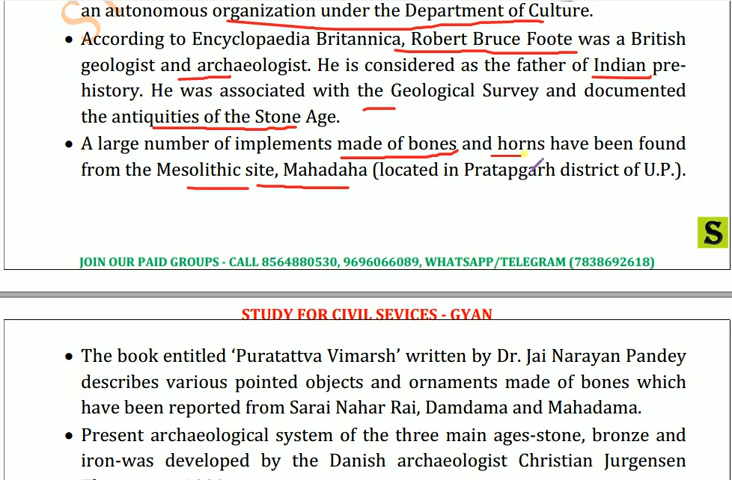 an autonomous organization under the Department of Culture.
• According to Encyclopaedia Britannica, Robert Bruce Foote was a British
geologist and archaeologist. He is considered as the father of Indian pre-
history. He was associated with the Geological Survey and documented
the antiquities of the Stone Age.
• A large number of implements made of bones and horns have been found
from the Mesolithic site, Mahadaha (located in Pratapgarh district of U.P.).
S
JOIN OUR PAID GROUPS - CALL 8564880530, 9696066089, WHATSAPP/TELEGRAM (7838692618)
STUDY FOR CIVIL SEVICES - GYAN
• The book entitled ‘Puratattva Vimarsh’ written by Dr. Jai Narayan Pandey
describes various pointed objects and ornaments made of bones which
have been reported from Sarai Nahar Rai, Damdama and Mahadama.
• Present archaeological system of the three main ages-stone, bronze and
iron-was developed by the Danish archaeologist Christian Jurgensen